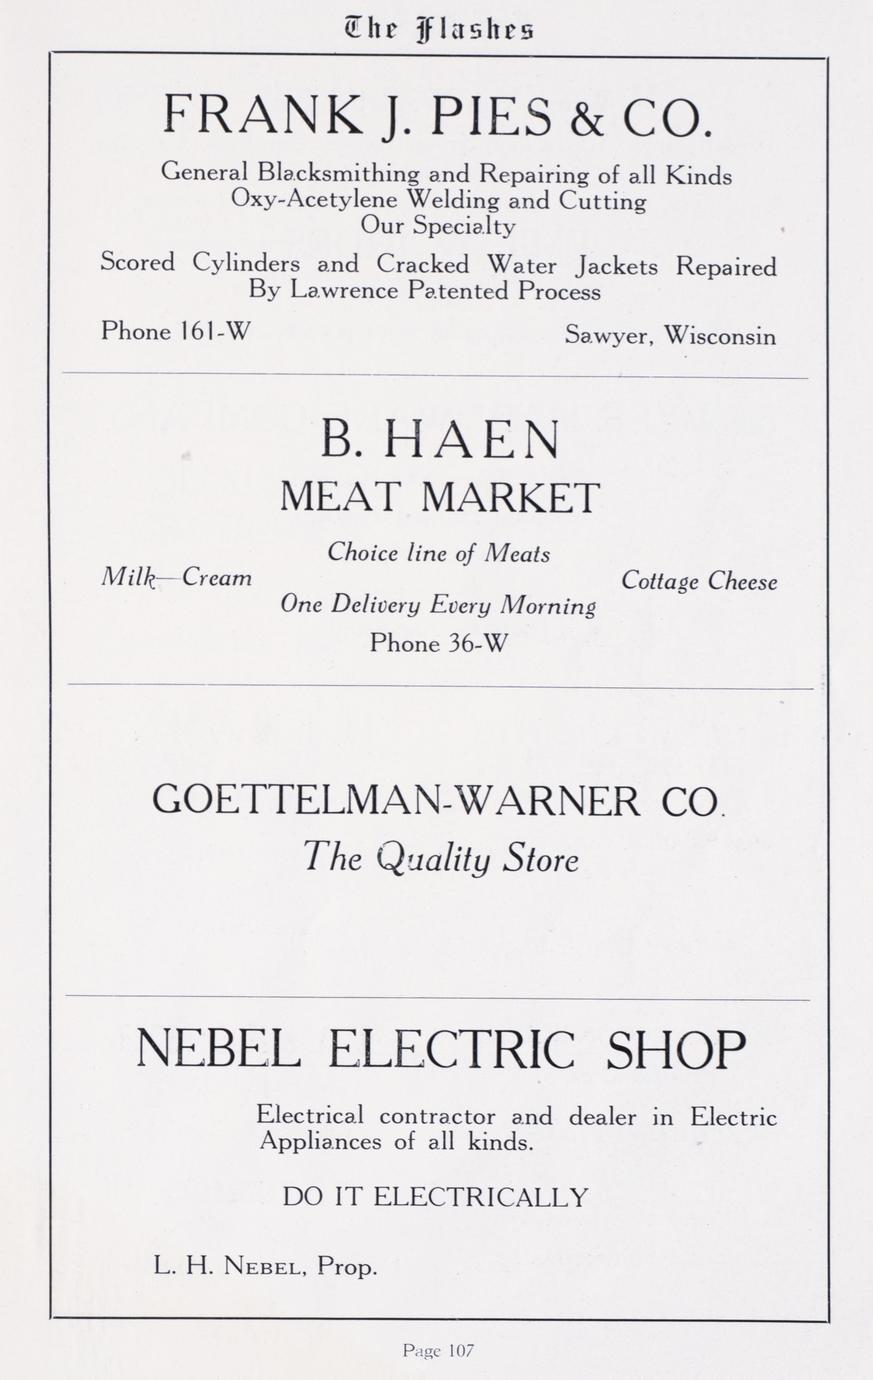 The Flashes
FRANK J. PIES & CO.
General Blacksmithing and Repairing of all Kinds
Oxy-Acetylene Welding and Cutting
Our Specialty
Scored Cylinders and Cracked Water Jackets Repaired
By Lawrence Patented Process
Phone 161-W
Sawyer, Wisconsin
B. HAEN
MEAT MARKET
Choice line of Meats
Milk—Cream
Cottage Cheese
One Delivery Every Morning
Phone 36-W
GOETTELMAN-WARNER CO.
The Quality Store
NEBEL ELECTRIC SHOP
Electrical contractor and dealer in Electric
Appliances of all kinds.
DO IT ELECTRICALLY
L. H. NEBEL, Prop.
Page 107